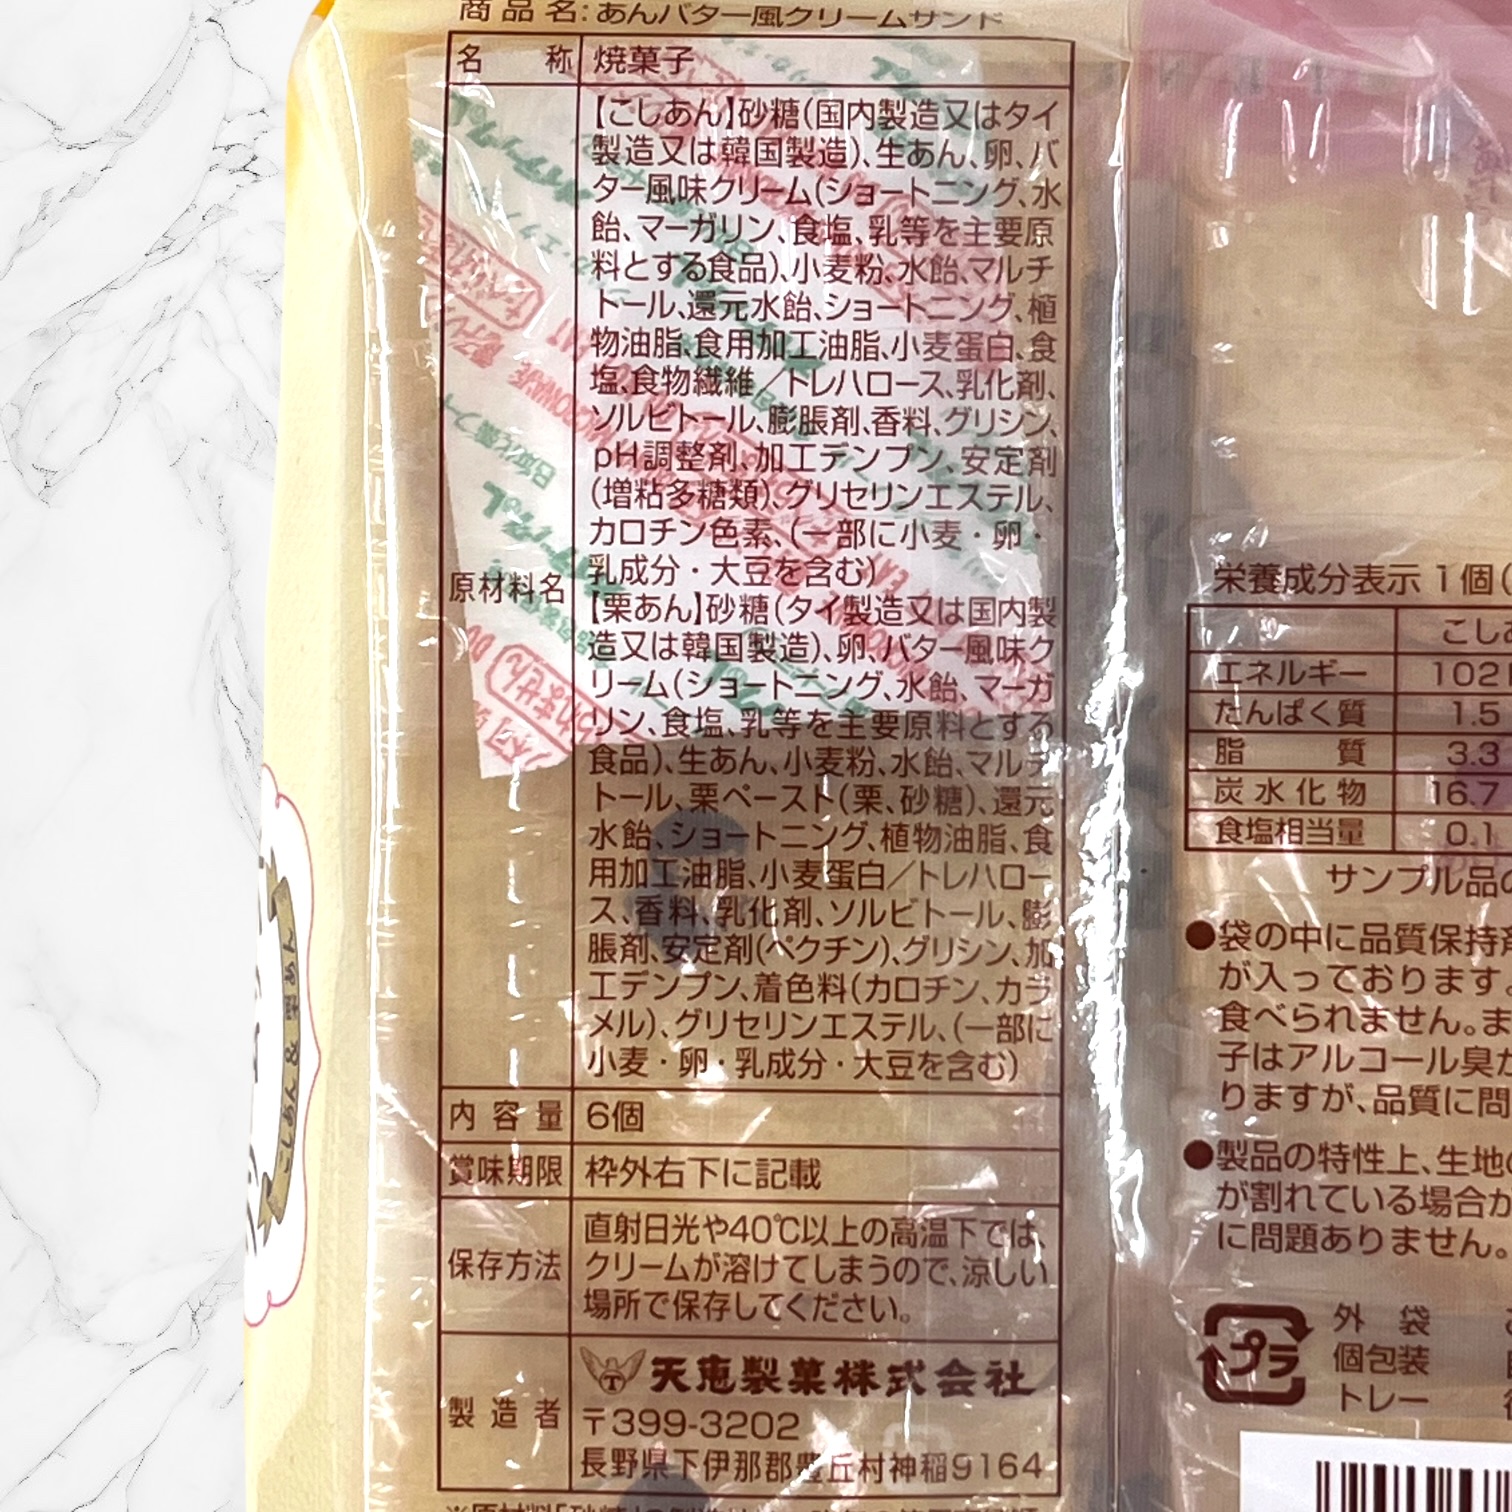 商品名:あんバター風クリームサンド
名称 焼菓子
原材料名
【こしあん】砂糖(国内製造又はタイ
製造又は韓国製造)、生あん、卵、バ
ター風味クリーム(ショートニング、水
飴、マーガリン、食塩、乳等を主要原
料とする食品)、小麦粉、水飴、マルチ
トール、還元水飴、ショートニング、植
物油脂、食用加工油脂、小麦蛋白、食
塩、食物繊維／トレハロース、乳化剤、
ソルビトール、膨脹剤、香料、グリシン、
pH調整剤、加工デンプン、安定剤
(増粘多糖類)、グリセリンエステル、
カロチン色素、(一部に小麦・卵・
乳成分・大豆を含む)
【栗あん】砂糖(タイ製造又は国内製
造又は韓国製造)、卵、バター風味ク
リーム(ショートニング、水飴、マーガ
リン、食塩、乳等を主要原料とする
食品)、生あん、小麦粉、水飴、マルチ
トール、栗ペースト(栗、砂糖)、還元
水飴、ショートニング、植物油脂、食
用加工油脂、小麦蛋白／トレハロー
ス、香料、乳化剤、ソルビトール、膨
脹剤、安定剤(ペクチン)、グリシン、加
工デンプン、着色料(カロチン、カラ
メル)、グリセリンエステル、(一部に
小麦・卵・乳成分・大豆を含む)
内容量 6個
賞味期限 枠外右下に記載
保存方法
直射日光や40℃以上の高温下では、
クリームが溶けてしまうので、涼しい
場所で保存してください。
製造者
天恵製菓株式会社
〒399-3202
長野県下伊那郡豊丘村神稲9164
栄養成分表示 1個(
こし
エネルギー 102
たんぱく質 1.5
脂質 3.3
炭水化物 16.7
食塩相当量 0.1
サンプル品の
●袋の中に品質保持剤
が入っております。
食べられません。ま
子はアルコール臭が
りますが、品質に問
●製品の特性上、生地の
が割れている場合が
に問題ありません。
プラ
外袋
個包装
トレー
こしあん & 栗あん